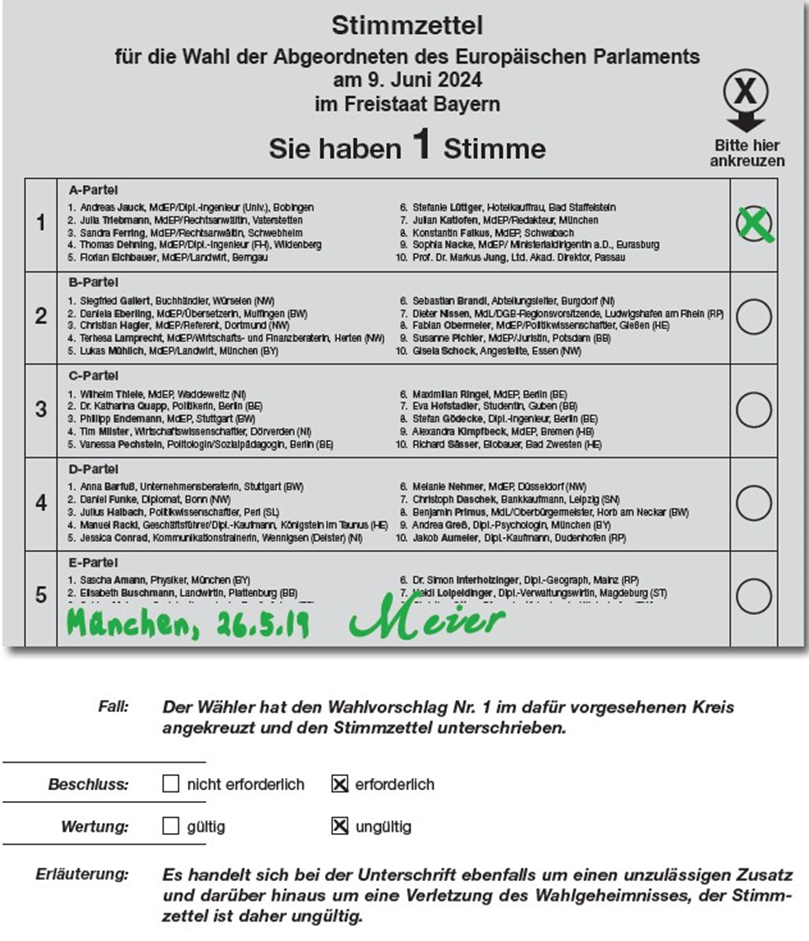 Stimmzettel
für die Wahl der Abgeordneten des Europäischen Parlaments
am 9. Juni 2024
im Freistaat Bayern
Sie haben 1 Stimme
X
Bitte hier
ankreuzen
1
A-Partei
1. Andreas Jauck, MdEP/Dipl.-Ingenieur (Univ.), Bobingen
2. Julia Triebmann, MdEP/Rechtsanwältin, Vaterstetten
3. Sandra Ferring, MdEP/Rechtsanwältin, Schwebheim
4. Thomas Dehning, MdEP/Dipl.-Ingenieur (FH), Wildenberg
5. Florian Eichbauer, MdEP/Landwirt, Berngau
6. Stefanie Lüttger, Hotelkauffrau, Bad Staffelstein
7. Julian Katlofen, MdEP/Redakteur, München
8. Konstantin Falkus, MdEP, Schwabach
9. Sophia Nacke, MdEP/ Ministerialdirigentin a.D., Eurasburg
10. Prof. Dr. Markus Jung, Ltd. Akad. Direktor, Passau
X
2
B-Partei
1. Siegfried Gallert, Buchhändler, Würselen (NW)
2. Daniela Eberling, MdEP/Übersetzerin, Mulfingen (BW)
3. Christian Hagler, MdEP/Referent, Dortmund (NW)
4. Terhesa Lamprecht, MdEP/Wirtschafts- und Finanzberaterin, Herten (NW)
5. Lukas Mühlich, MdEP/Landwirt, München (BY)
6. Sebastian Brandl, Abteilungsleiter, Burgdorf (NI)
7. Dieter Nissen, MdL/DGB-Regionsvorsitzende, Ludwigshafen am Rhein (RP)
8. Fabian Obermeier, MdEP/Politikwissenschaftler, Gießen (HE)
9. Susanne Pichler, MdEP/Juristin, Potsdam (BB)
10. Gisela Schock, Angestellte, Essen (NW)
3
C-Partei
1. Wilhelm Thiele, MdEP, Waddeweitz (NI)
2. Dr. Katharina Quapp, Politikerin, Berlin (BE)
3. Philipp Endemann, MdEP, Stuttgart (BW)
4. Tim Milster, Wirtschaftswissenschaftler, Dörverden (NI)
5. Vanessa Pechstein, Politologin/Sozialpädagogin, Berlin (BE)
6. Maximilian Ringel, MdEP, Berlin (BE)
7. Eva Hofstadler, Studentin, Guben (BB)
8. Stefan Gödecke, Dipl.-Ingenieur, Berlin (BE)
9. Alexandra Kimpfbeck, MdEP, Bremen (HB)
10. Richard Sässer, Biobauer, Bad Zwesten (HE)
4
D-Partei
1. Anna Barfuß, Unternehmensberaterin, Stuttgart (BW)
2. Daniel Funke, Diplomat, Bonn (NW)
3. Julius Halbach, Politikwissenschaftler, Perl (SL)
4. Manuel Racki, Geschäftsführer/Dipl.-Kaufmann, Königstein im Taunus (HE)
5. Jessica Conrad, Kommunikationstrainerin, Wennigsen (Deister) (NI)
6. Melanie Nehmer, MdEP, Düsseldorf (NW)
7. Christoph Daschek, Bankkaufmann, Leipzig (SN)
8. Benjamin Primus, MdL/Oberbürgermeister, Horb am Neckar (BW)
9. Andrea Greß, Dipl.-Psychologin, München (BY)
10. Jakob Aumeier, Dipl.-Kaufmann, Dudenhofen (RP)
5
E-Partei
1. Sascha Amann, Physiker, München (BY)
2. Elisabeth Buschmann, Landwirtin, Plattenburg (BB)
6. Dr. Simon Interholzinger, Dipl.-Geograph, Mainz (RP)
7. Heidi Loipeldinger, Dipl.-Verwaltungswirtin, Magdeburg (ST)
München, 26.5.19 Meier
Fall: Der Wähler hat den Wahlvorschlag Nr. 1 im dafür vorgesehenen Kreis
angekreuzt und den Stimmzettel unterschrieben.
Beschluss: nicht erforderlich X erforderlich
Wertung: gültig X ungültig
Erläuterung: Es handelt sich bei der Unterschrift ebenfalls um einen unzulässigen Zusatz
und darüber hinaus um eine Verletzung des Wahlgeheimnisses, der Stimm-
zettel ist daher ungültig.